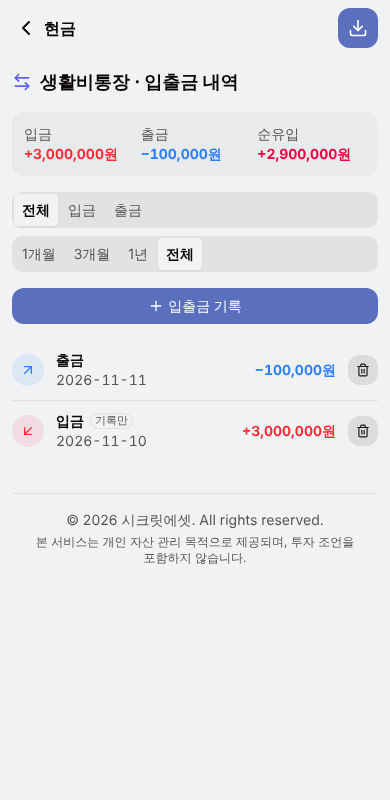 현금
생활비통장 · 입출금 내역
입금 출금 순유입
+3,000,000원 −100,000원 +2,900,000원
전체 입금 출금
1개월 3개월 1년 전체
+ 입출금 기록
출금
2026-11-11
−100,000원
입금 기록만
2026-11-10
+3,000,000원
© 2026 시크릿에셋. All rights reserved.
본 서비스는 개인 자산 관리 목적으로 제공되며, 투자 조언을
포함하지 않습니다.